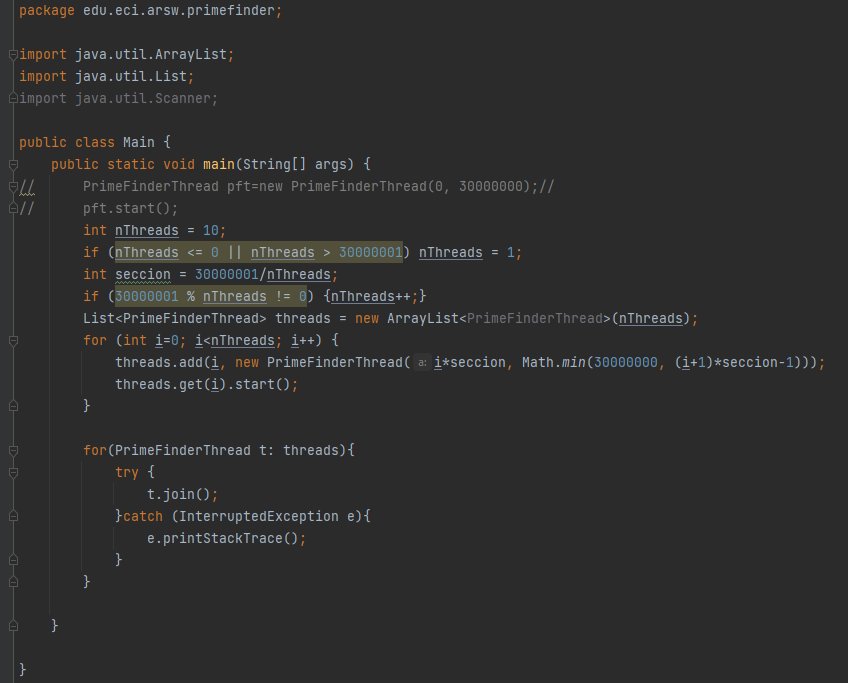 package edu.eci.arsw.primefinder;
import java.util.ArrayList;
import java.util.List;
import java.util.Scanner;
public class Main {
    public static void main(String[] args) {
//      PrimeFinderThread pft=new PrimeFinderThread(0, 30000000);//
//      pft.start();
        int nThreads = 10;
        if (nThreads <= 0 || nThreads > 30000001) nThreads = 1;
        int seccion = 30000001/nThreads;
        if (30000001 % nThreads != 0) {nThreads++;}
        List<PrimeFinderThread> threads = new ArrayList<PrimeFinderThread>(nThreads);
        for (int i=0; i<nThreads; i++) {
            threads.add(i, new PrimeFinderThread( a: i*seccion, Math.min(30000000, (i+1)*seccion-1)));
            threads.get(i).start();
        }
        for(PrimeFinderThread t: threads){
            try {
                t.join();
            }catch (InterruptedException e){
                e.printStackTrace();
            }
        }
    }
}